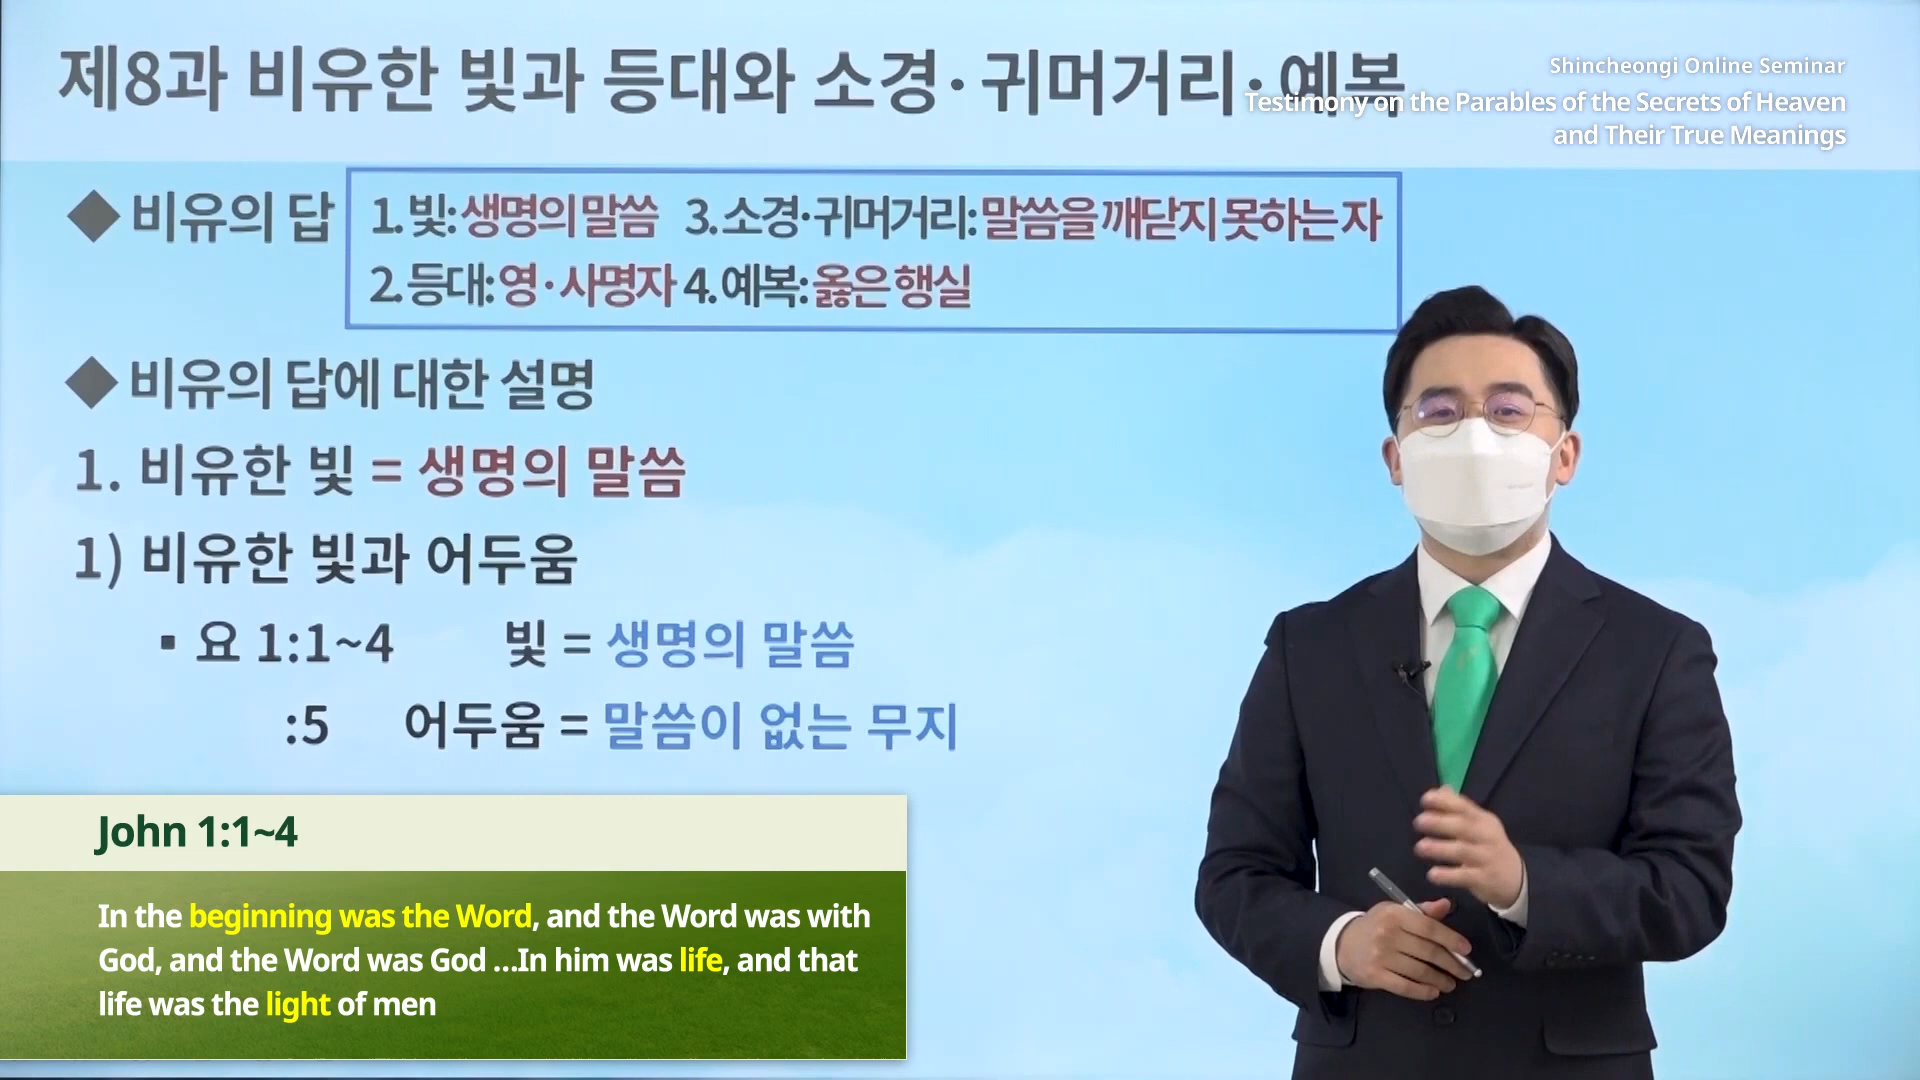 제8과 비유한 빛과 등대와 소경·귀머거리·예복
Shincheongi Online Seminar
Testimony on the Parables of the Secrets of Heaven
and Their True Meanings
◆ 비유의 답
1. 빛: 생명의 말씀 3. 소경·귀머거리: 말씀을 깨닫지 못하는 자
2. 등대: 영·사명자 4. 예복: 옳은 행실
◆ 비유의 답에 대한 설명
1. 비유한 빛 = 생명의 말씀
1) 비유한 빛과 어두움
▪ 요 1:1~4 빛 = 생명의 말씀
:5 어두움 = 말씀이 없는 무지
John 1:1~4
In the beginning was the Word, and the Word was with
God, and the Word was God ...In him was life, and that
life was the light of men